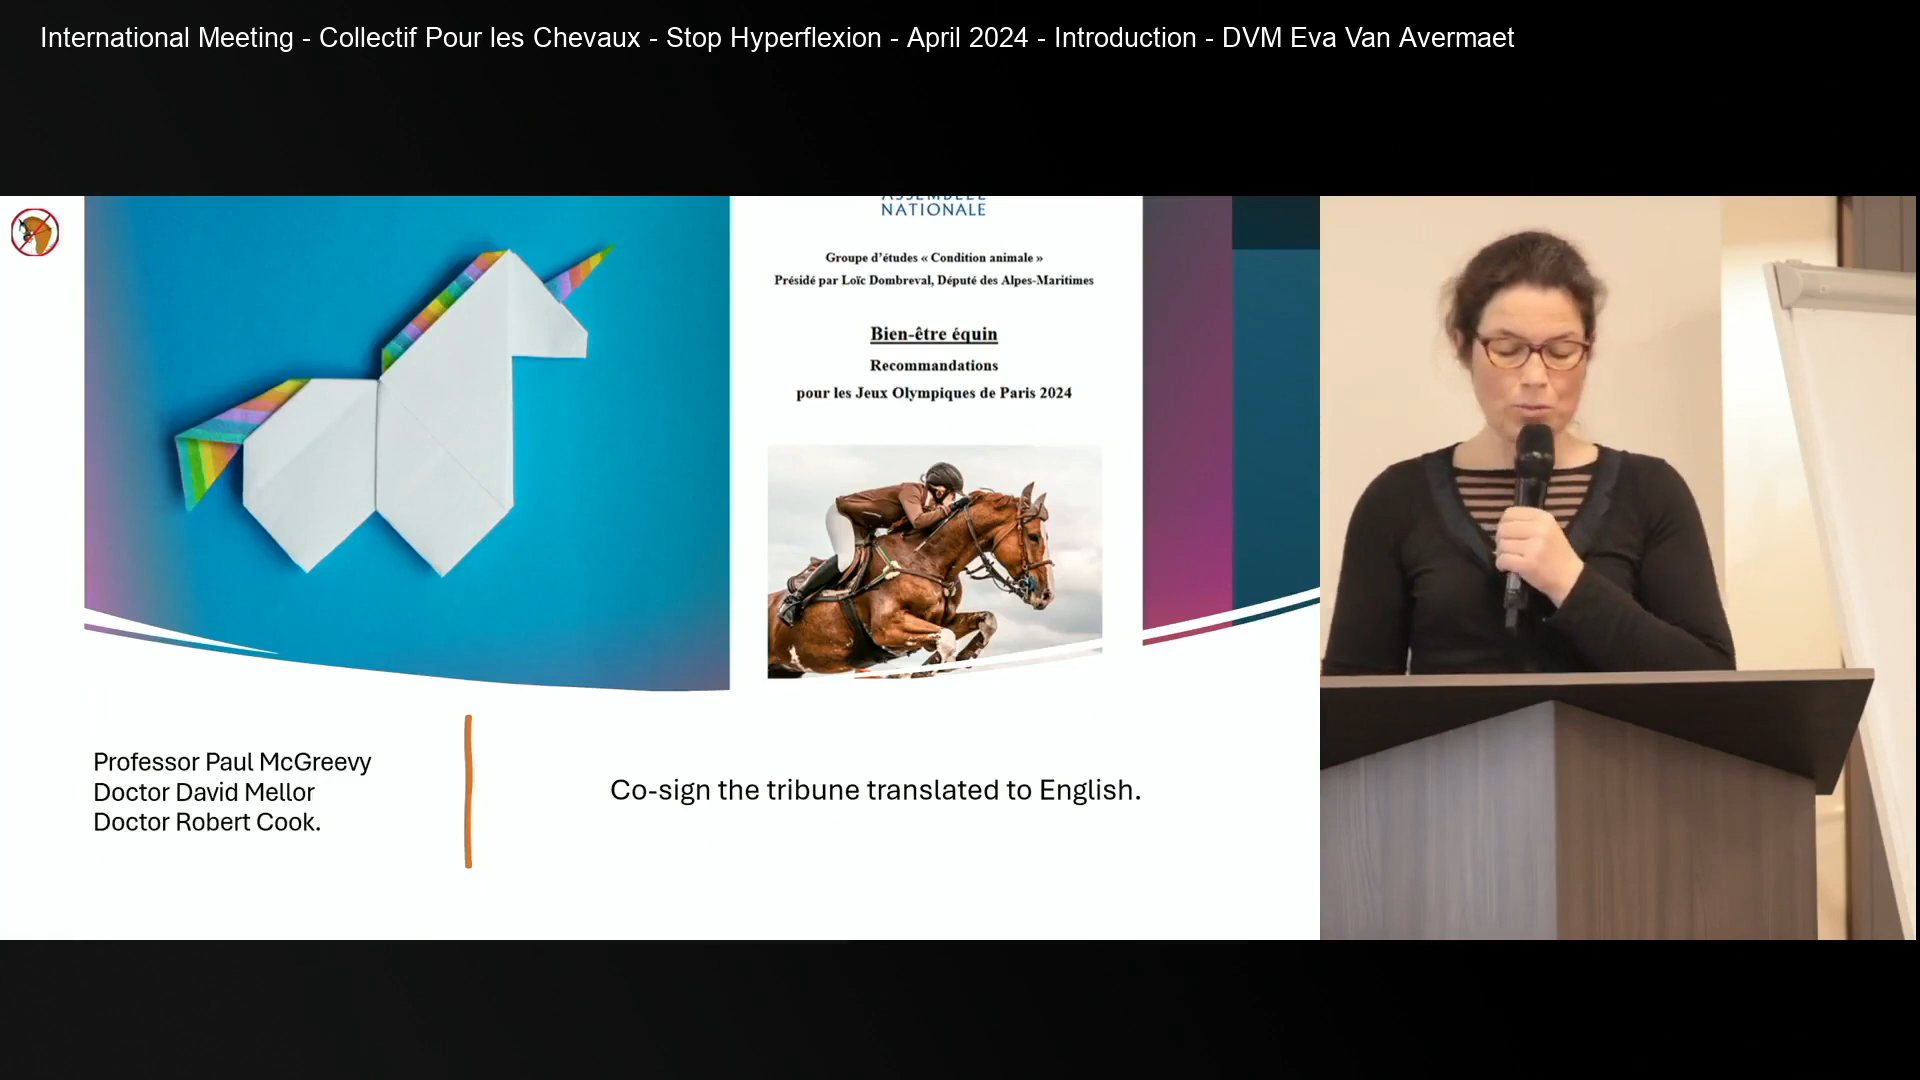 International Meeting - Collectif Pour les Chevaux - Stop Hyperflexion - April 2024 - Introduction - DVM Eva Van Avermaet
ASSEMBLÉE
NATIONALE
Groupe d'études « Condition animale »
Présidé par Loïc Dombreval, Député des Alpes-Maritimes
Bien-être équin
Recommandations
pour les Jeux Olympiques de Paris 2024
Professor Paul McGreevy
Doctor David Mellor
Doctor Robert Cook.
Co-sign the tribune translated to English.